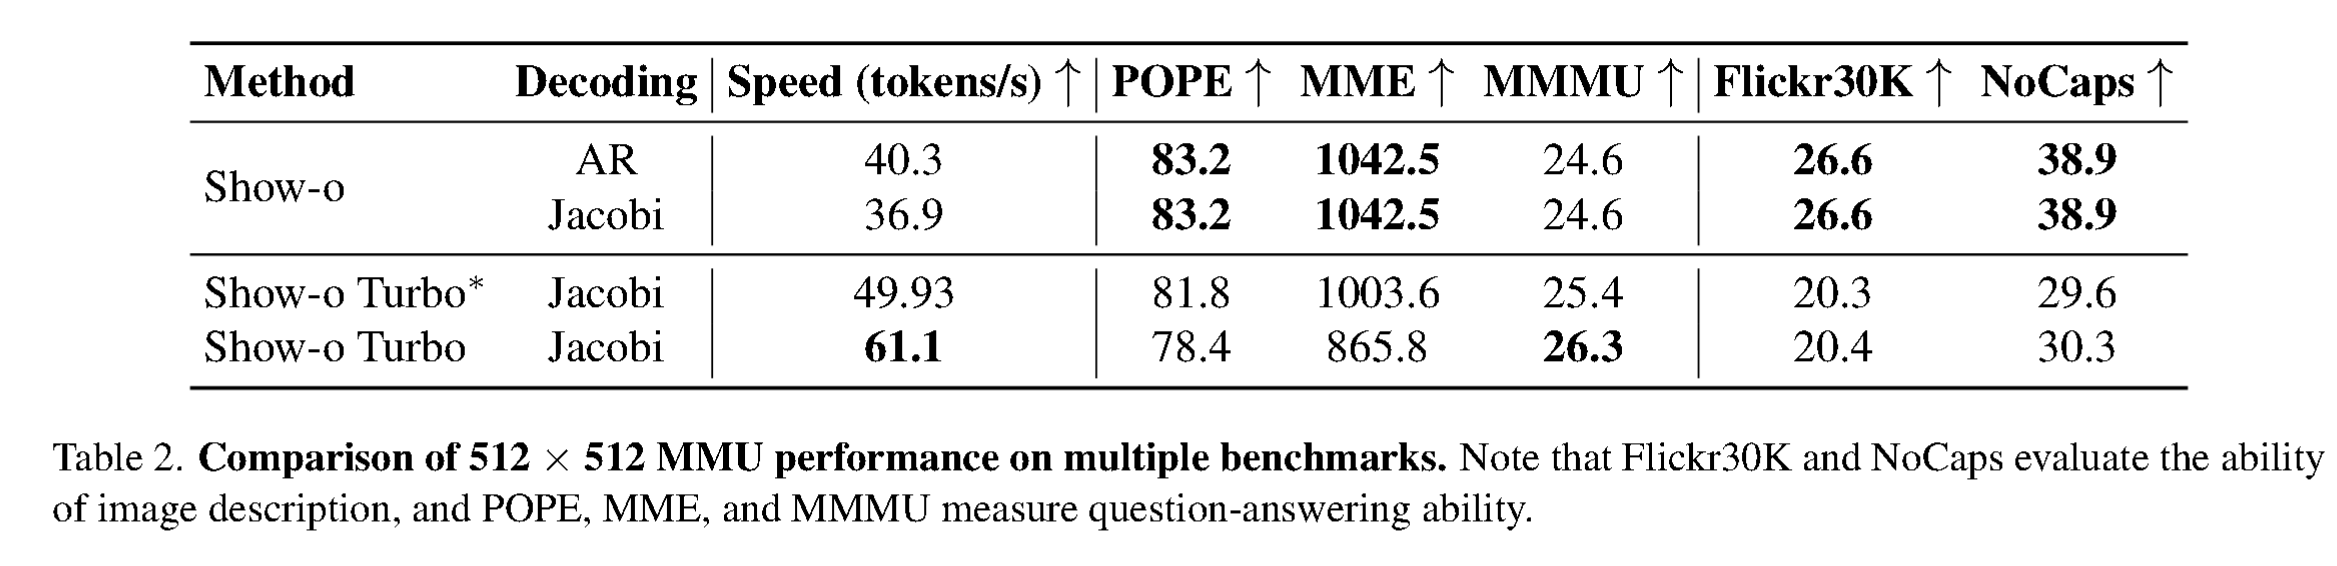 Method Decoding Speed (tokens/s) ↑ POPE ↑ MME ↑ MMMU ↑ Flickr30K ↑ NoCaps ↑
Show-o AR 40.3 83.2 1042.5 24.6 26.6 38.9
Jacobi 36.9 83.2 1042.5 24.6 26.6 38.9
Show-o Turbo* Jacobi 49.93 81.8 1003.6 25.4 20.3 29.6
Show-o Turbo Jacobi 61.1 78.4 865.8 26.3 20.4 30.3
Table 2. Comparison of 512 × 512 MMU performance on multiple benchmarks. Note that Flickr30K and NoCaps evaluate the ability
of image description, and POPE, MME, and MMMU measure question-answering ability.